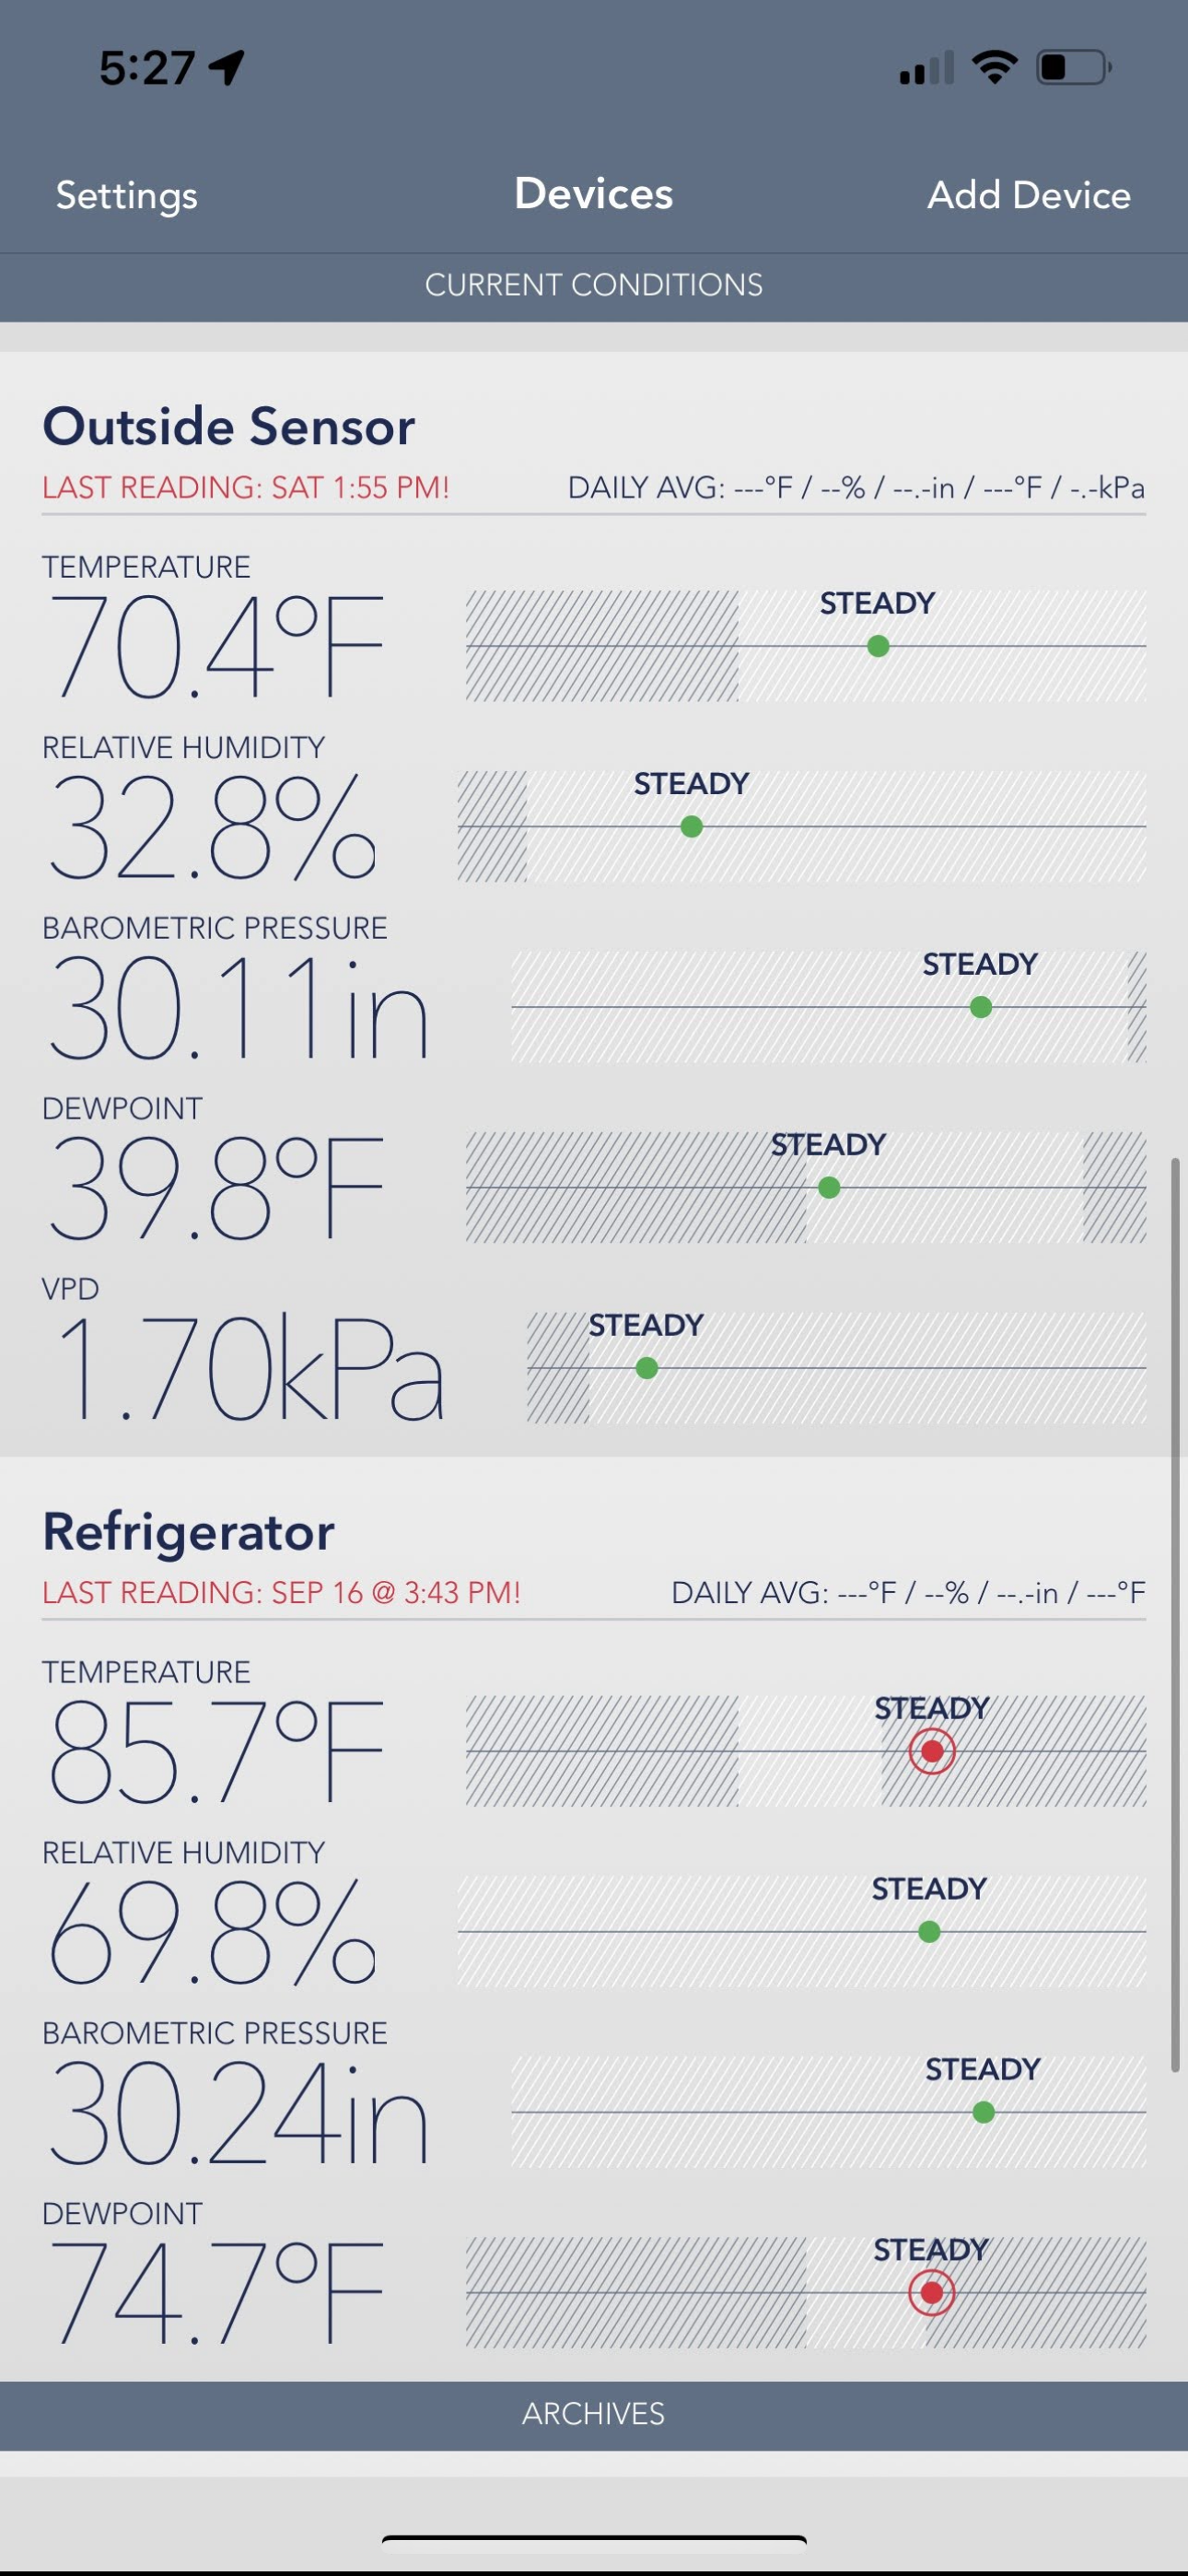 5:27
Settings Devices Add Device
CURRENT CONDITIONS
Outside Sensor
LAST READING: SAT 1:55 PM! DAILY AVG: ---°F / --% / --.-in / ---°F / -.-kPa
TEMPERATURE
70.4°F STEADY
RELATIVE HUMIDITY
32.8% STEADY
BAROMETRIC PRESSURE
30.11in STEADY
DEWPOINT
39.8°F STEADY
VPD
1.70kPa STEADY
Refrigerator
LAST READING: SEP 16 @ 3:43 PM! DAILY AVG: ---°F / --% / --.-in / ---°F
TEMPERATURE
85.7°F STEADY
RELATIVE HUMIDITY
69.8% STEADY
BAROMETRIC PRESSURE
30.24in STEADY
DEWPOINT
74.7°F STEADY
ARCHIVES